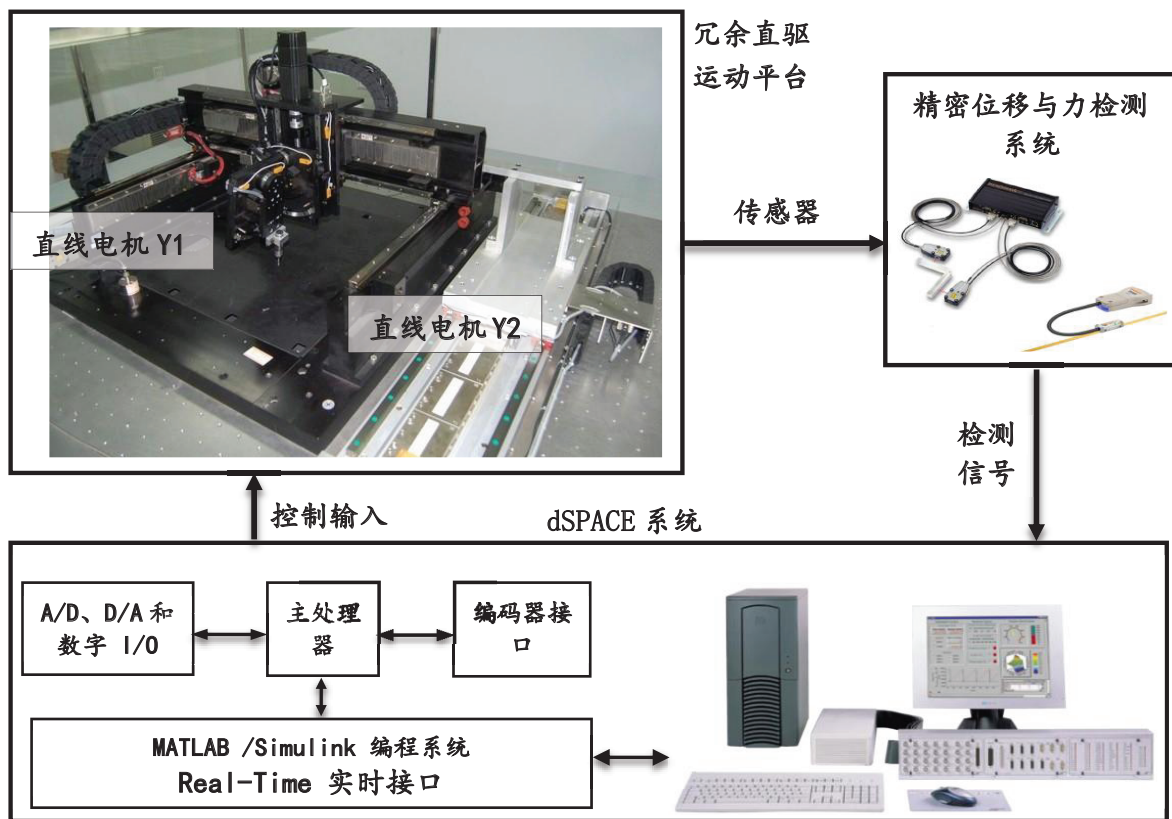 冗余直驱
运动平台
精密位移与力检测
系统
直线电机 Y1
传感器
直线电机 Y2
检测
信号
控制输入
dSPACE 系统
A/D、D/A 和
数字 I/O
主处理
器
编码器接
口
MATLAB /Simulink 编程系统
Real-Time 实时接口